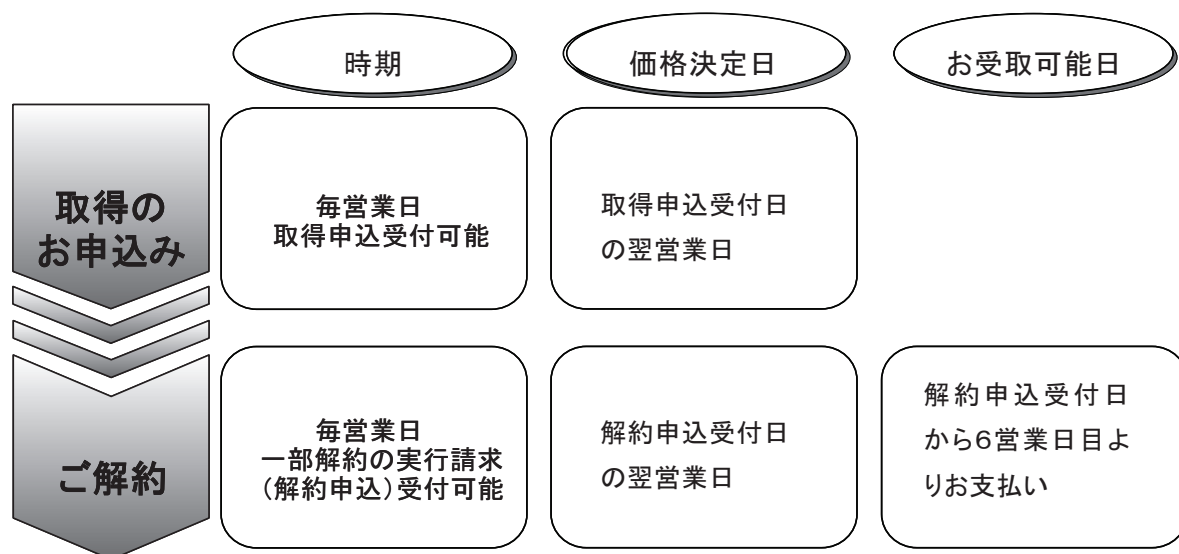 時期
価格決定日
お受取可能日
取得の
お申込み
毎営業日
取得申込受付可能
取得申込受付日
の翌営業日
ご解約
毎営業日
一部解約の実行請求
(解約申込)受付可能
解約申込受付日
の翌営業日
解約申込受付日
から6営業日目よ
りお支払い